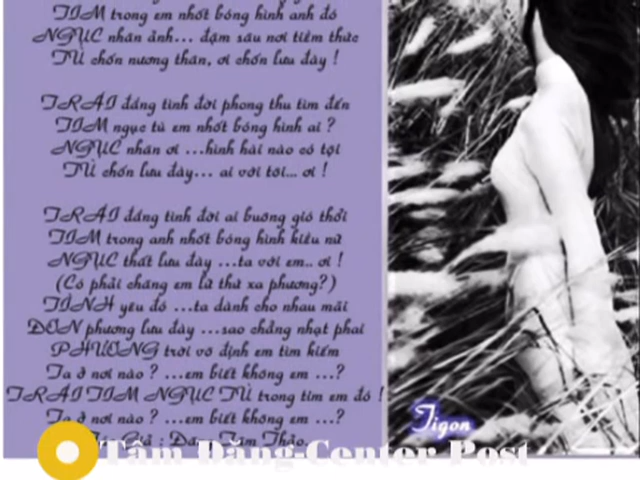 TIM trong em nhốt bóng hình anh đó
NGỤC nhãn ảnh... đậm sâu nơi tiềm thức
TÙ chốn nương thân, ơi chốn lưu đày !
TRÁI đắng tình đời phong thu tìm đến
TIM ngục tù em nhốt bóng hình ai ?
NGỤC nhãn ơi ...hình hài nào có tội
TÙ chốn lưu đày... ai với tôi... ơi !
TRÁI đắng tình đời ai buông gió thổi
TIM trong anh nhốt bóng hình kiều nữ
NGỤC thất lưu đày ...ta với em.. ơi !
(Có phải chăng em lữ thứ xa phương?)
TÌNH yêu đó ...ta dành cho nhau mãi
ĐƠN phương lưu đày ...sao chẳng nhạt phai
PHƯƠNG trời vô định em tìm kiếm
Ta ở nơi nào ? ...em biết không em ...?
TRÁI TIM NGỤC TÙ trong tim em đó !
Ta ở nơi nào ? ...em biết không em ...?
Tâm Thảo.
Tigon
Tâm Đăng-Center Post